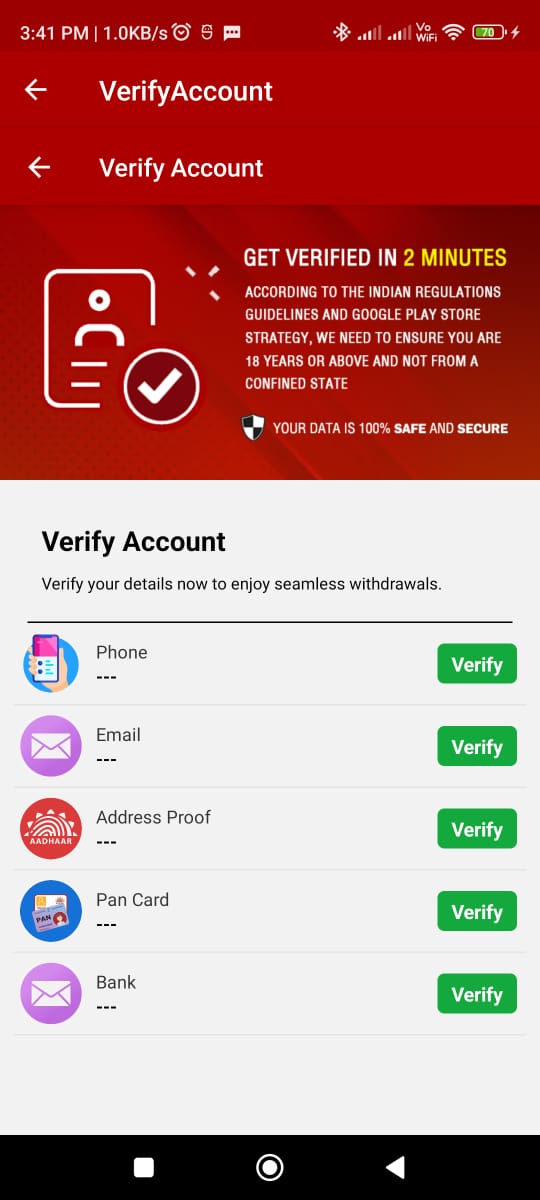 3:41 PM | 1.0KB/s
Vo
WiFi
70
VerifyAccount
Verify Account
GET VERIFIED IN 2 MINUTES
ACCORDING TO THE INDIAN REGULATIONS
GUIDELINES AND GOOGLE PLAY STORE
STRATEGY, WE NEED TO ENSURE YOU ARE
18 YEARS OR ABOVE AND NOT FROM A
CONFINED STATE
YOUR DATA IS 100% SAFE AND SECURE
Verify Account
Verify your details now to enjoy seamless withdrawals.
Phone
---
Verify
Email
---
Verify
AADHAAR
Address Proof
---
Verify
PAN
Pan Card
---
Verify
Bank
---
Verify